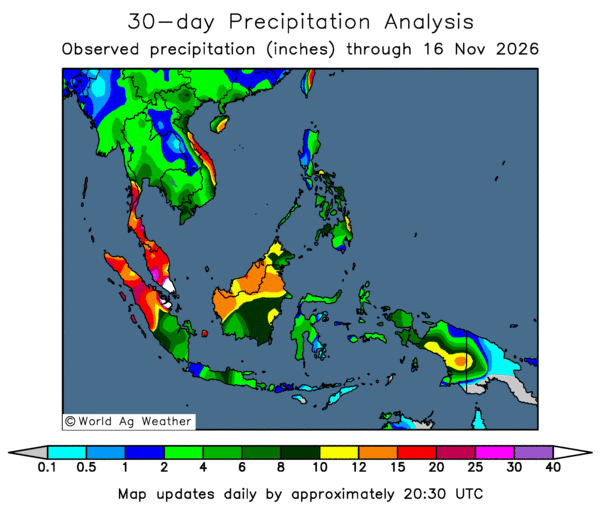 30-day Precipitation Analysis
Observed precipitation (inches) through 16 Nov 2026
©World Ag Weather
0.1 0.5 1 2 4 6 8 10 12 15 20 25 30 40
Map updates daily by approximately 20:30 UTC